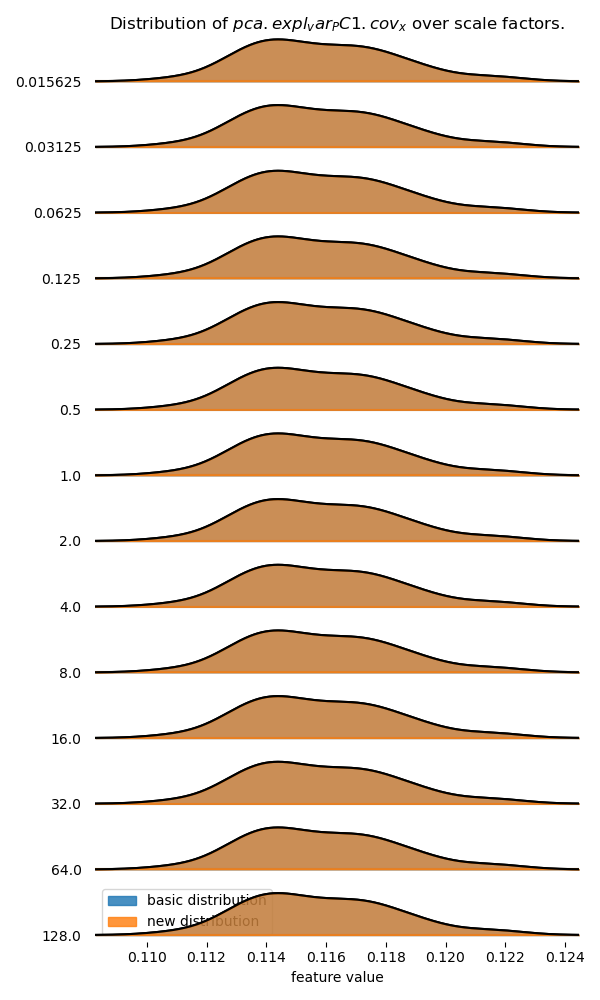 Distribution of pca.expl_var_PC1.cov_x over scale factors.
0.015625
0.03125
0.0625
0.125
0.25
0.5
1.0
2.0
4.0
8.0
16.0
32.0
64.0
basic distribution
new distribution
128.0
0.110 0.112 0.114 0.116 0.118 0.120 0.122 0.124
feature value